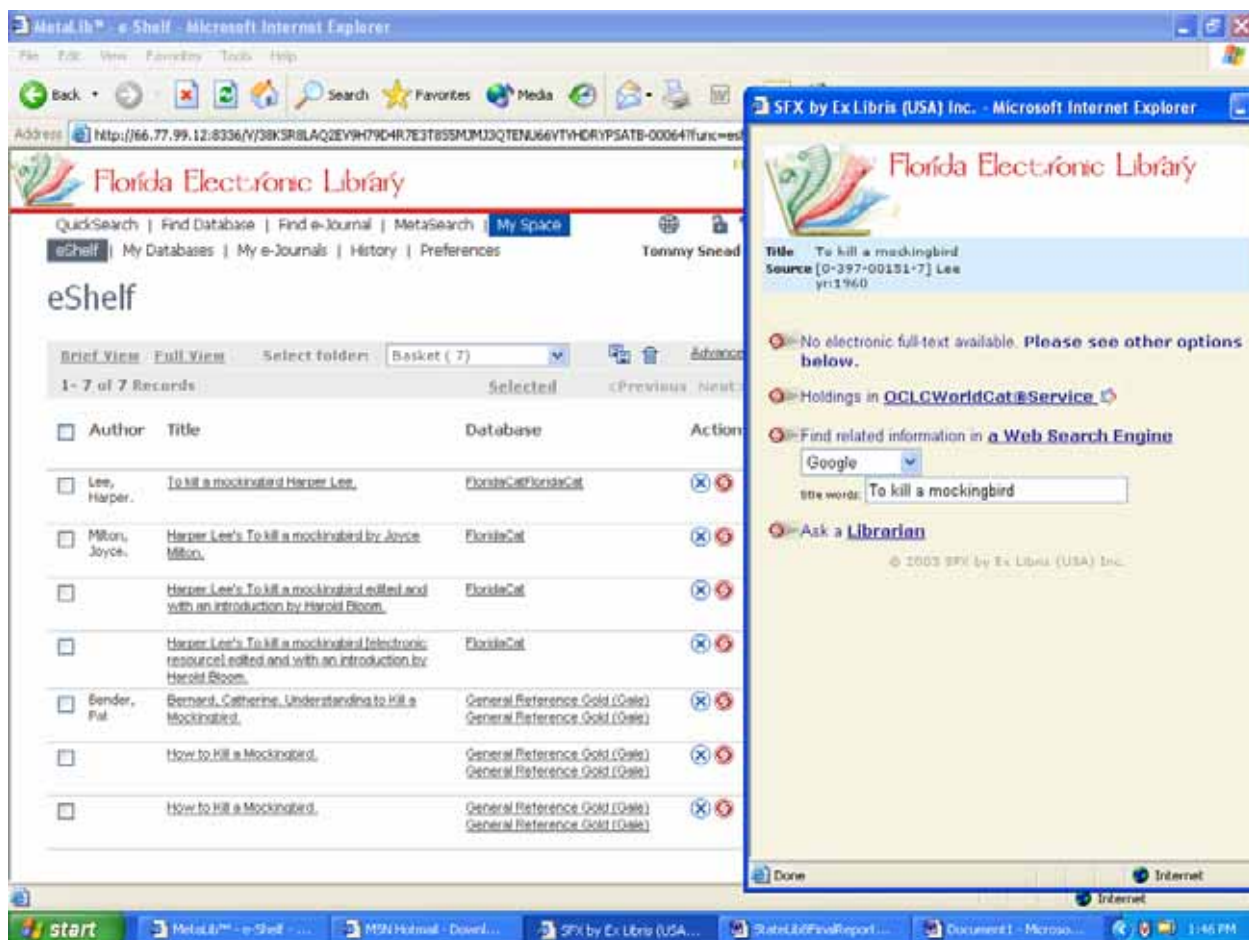 MetaLib™ - e-Shelf - Microsoft Internet Explorer
File Edit View Favorites Tools Help
Back Search Favorites Media
Address http://66.77.99.12:8336/V/
Florida Electronic Library
QuickSearch | Find Database | Find e-Journal | MetaSearch | My Space
eShelf | My Databases | My e-Journals | History | Preferences Tommy Snead
eShelf
Brief View Full View Select folder: Basket ( 7) Advance
1- 7 of 7 Records Selected <Previous Next>
Author Title Database Action
Lee, To kill a mockingbird Harper Lee. FloridaCatFloridaCat
Harper.
Milton, Harper Lee's To kill a mockingbird by Joyce FloridaCat
Joyce. Milton.
Harper Lee's To kill a mockingbird edited and FloridaCat
with an introduction by Harold Bloom.
Harper Lee's To kill a mockingbird [electronic FloridaCat
resource] edited and with an introduction by
Harold Bloom.
Bender, Bernard, Catherine. Understanding to Kill a General Reference Gold (Gale)
Pat Mockingbird. General Reference Gold (Gale)
How to Kill a Mockingbird. General Reference Gold (Gale)
General Reference Gold (Gale)
How to Kill a Mockingbird. General Reference Gold (Gale)
General Reference Gold (Gale)
SFX by Ex Libris (USA) Inc. - Microsoft Internet Explorer
Florida Electronic Library
Title To kill a mockingbird
Source [0-397-00151-7] Lee
yr:1960
No electronic full-text available. Please see other options
below.
Holdings in OCLCWorldCat®Service
Find related information in a Web Search Engine
Google
title words: To kill a mockingbird
Ask a Librarian
© 2003 SFX by Ex Libris (USA) Inc.
Done Internet
Internet
start MetaLib™ - e-Shelf - ... MSN Hotmail - Downl... SFX by Ex Libris (USA... StateLibFinalReport... Document1 - Microso... 1:46 PM